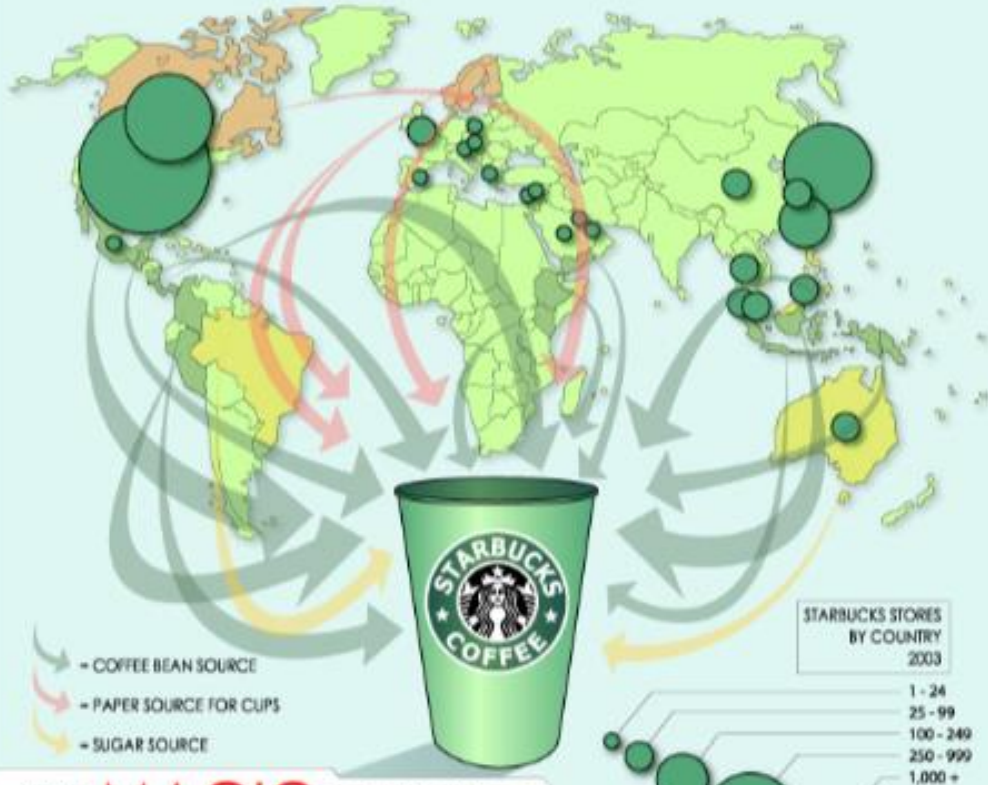 STARBUCKS
COFFEE
= COFFEE BEAN SOURCE
= PAPER SOURCE FOR CUPS
= SUGAR SOURCE
STARBUCKS STORES
BY COUNTRY
2003
1 - 24
25 - 99
100 - 249
250 - 999
1,000 +